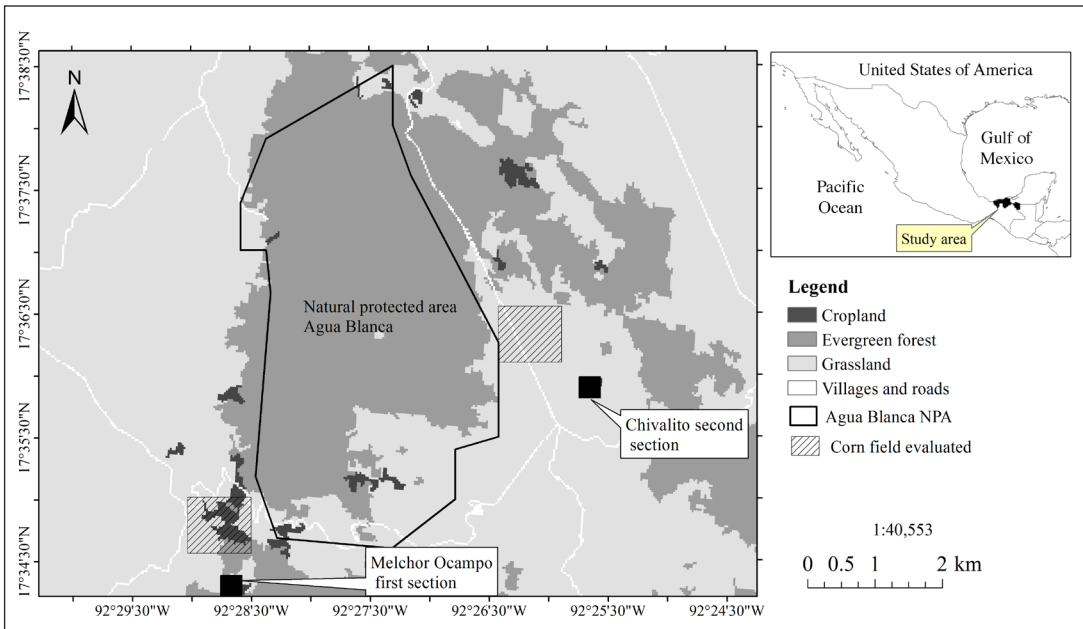 17°38'30"N
17°37'30"N
17°36'30"N
17°35'30"N
17°34'30"N
N
Natural protected area
Agua Blanca
Chivalito second
section
Melchor Ocampo
first section
92°29'30"W
92°28'30"W
92°27'30"W
92°26'30"W
92°25'30"W
92°24'30"W
United States of America
Gulf of
Mexico
Pacific
Ocean
Study area
Legend
Cropland
Evergreen forest
Grassland
Villages and roads
Agua Blanca NPA
Corn field evaluated
1:40,553
0 0.5 1 2 km